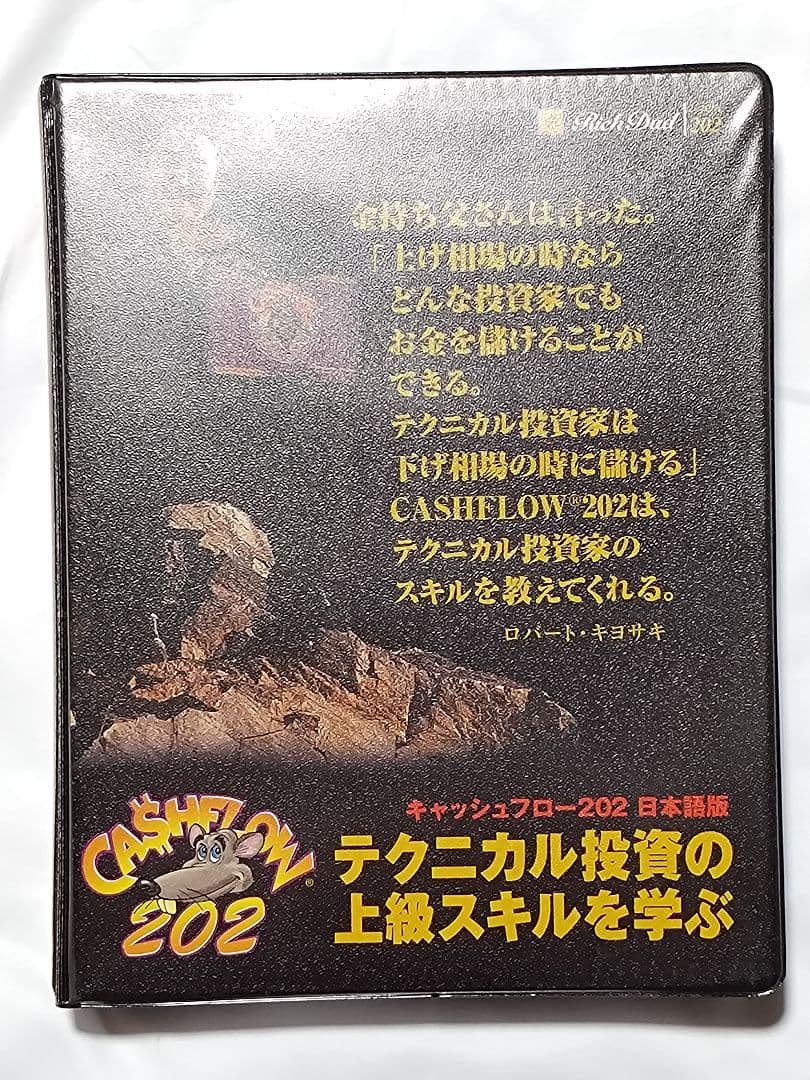 Rich Dad
202
金持ち父さんは言った。
「上げ相場の時なら
どんな投資家でも
お金を儲けることが
できる。
テクニカル投資家は
下げ相場の時に儲ける」
CASHFLOW®202は、
テクニカル投資家の
スキルを教えてくれる。
ロバート・キヨサキ
キャッシュフロー202 日本語版
CA$HFLOW®
202
テクニカル投資の
上級スキルを学ぶ